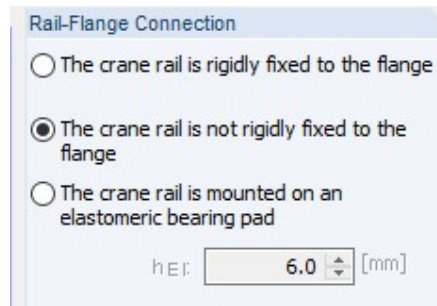 Rail-Flange Connection
The crane rail is rigidly fixed to the flange
The crane rail is not rigidly fixed to the
flange
The crane rail is mounted on an
elastomeric bearing pad
hEl: 6.0 [mm]